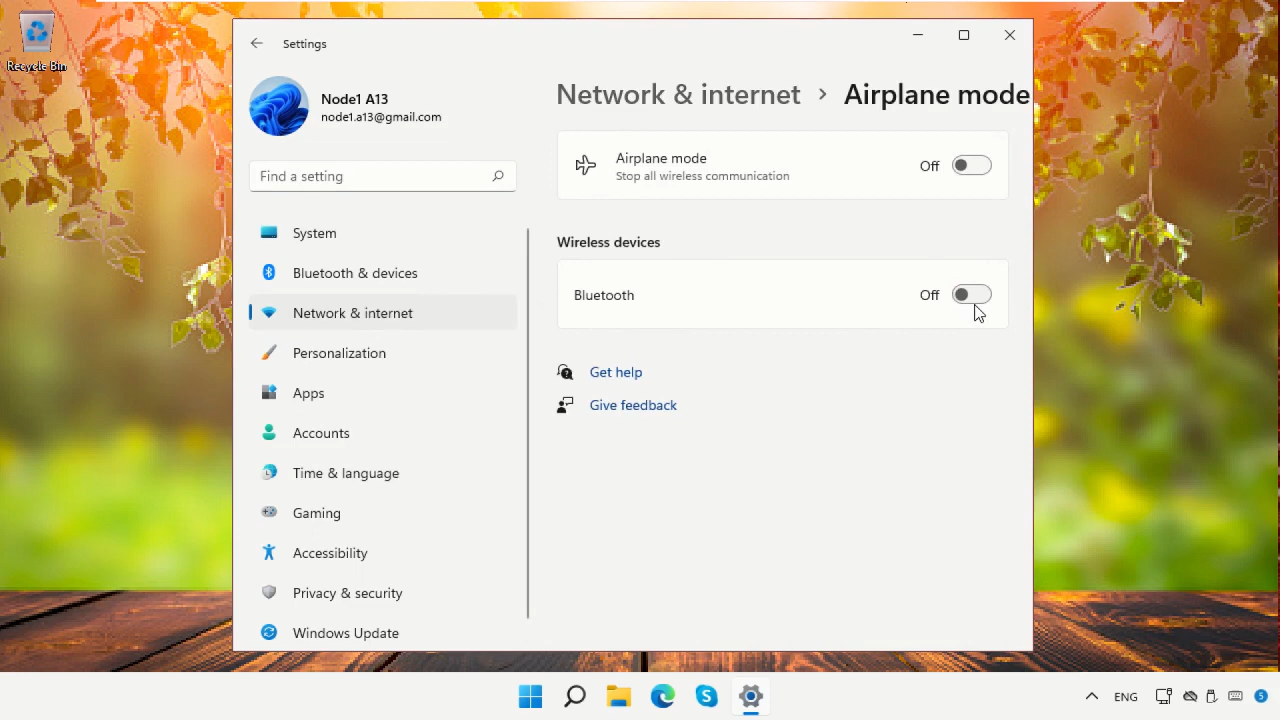 Recycle Bin
Settings
Node1 A13
node1.a13@gmail.com
Find a setting
System
Bluetooth & devices
Network & internet
Personalization
Apps
Accounts
Time & language
Gaming
Accessibility
Privacy & security
Windows Update
Network & internet › Airplane mode
Airplane mode
Stop all wireless communication
Off
Wireless devices
Bluetooth
Off
Get help
Give feedback
ENG
5